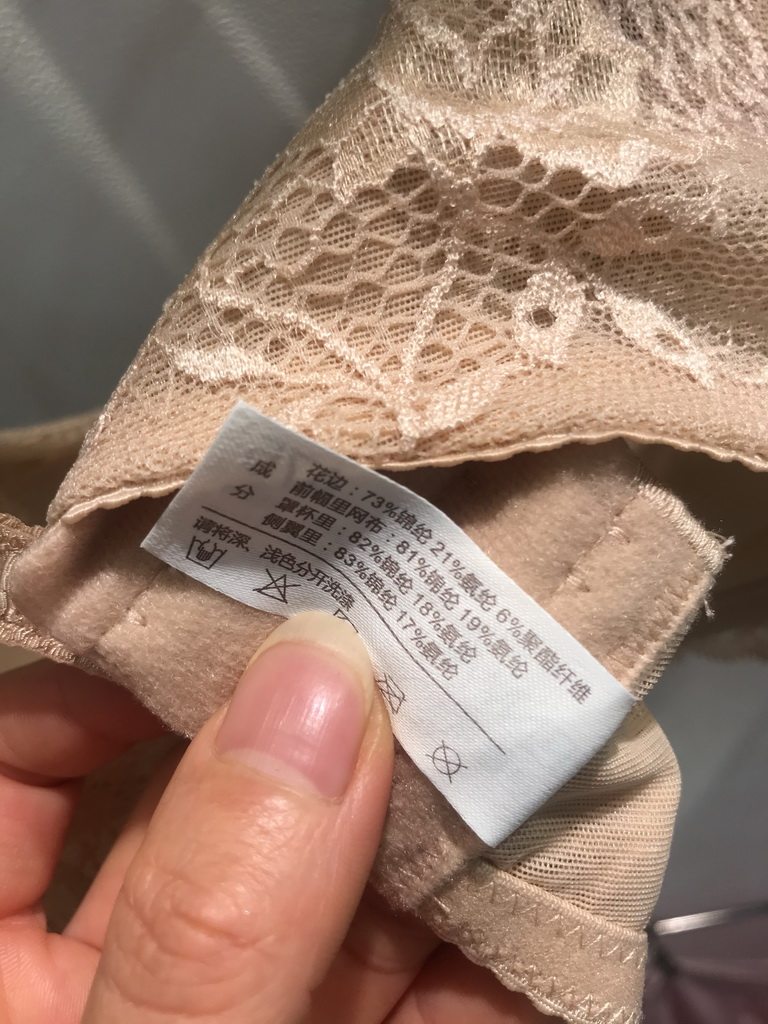 成分
花边：73%锦纶 21%氨纶 6%聚酯纤维
前幅里网布：81%锦纶 19%氨纶
罩杯里：82%锦纶 18%氨纶
侧翼里：83%锦纶 17%氨纶
请将深、浅色分开洗涤